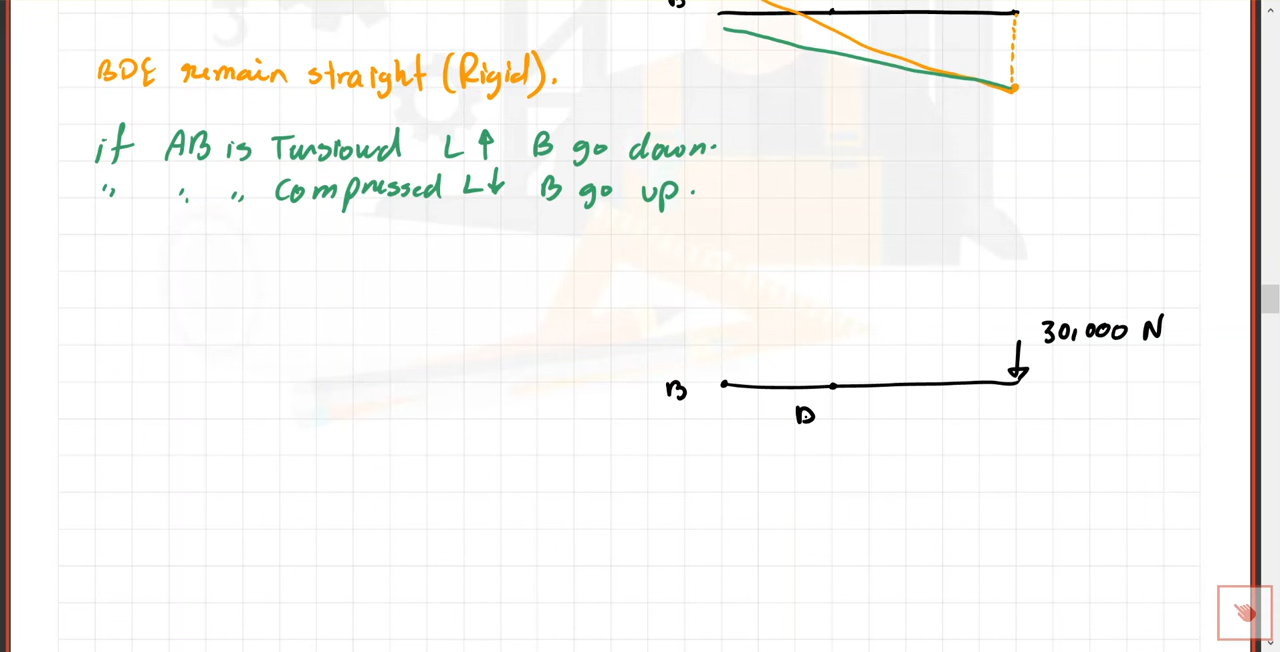 B
BDE remain straight (Rigid).
if AB is Tensioned L↑ B go down.
" " " Compressed L↓ B go up.
30,000 N
B
D